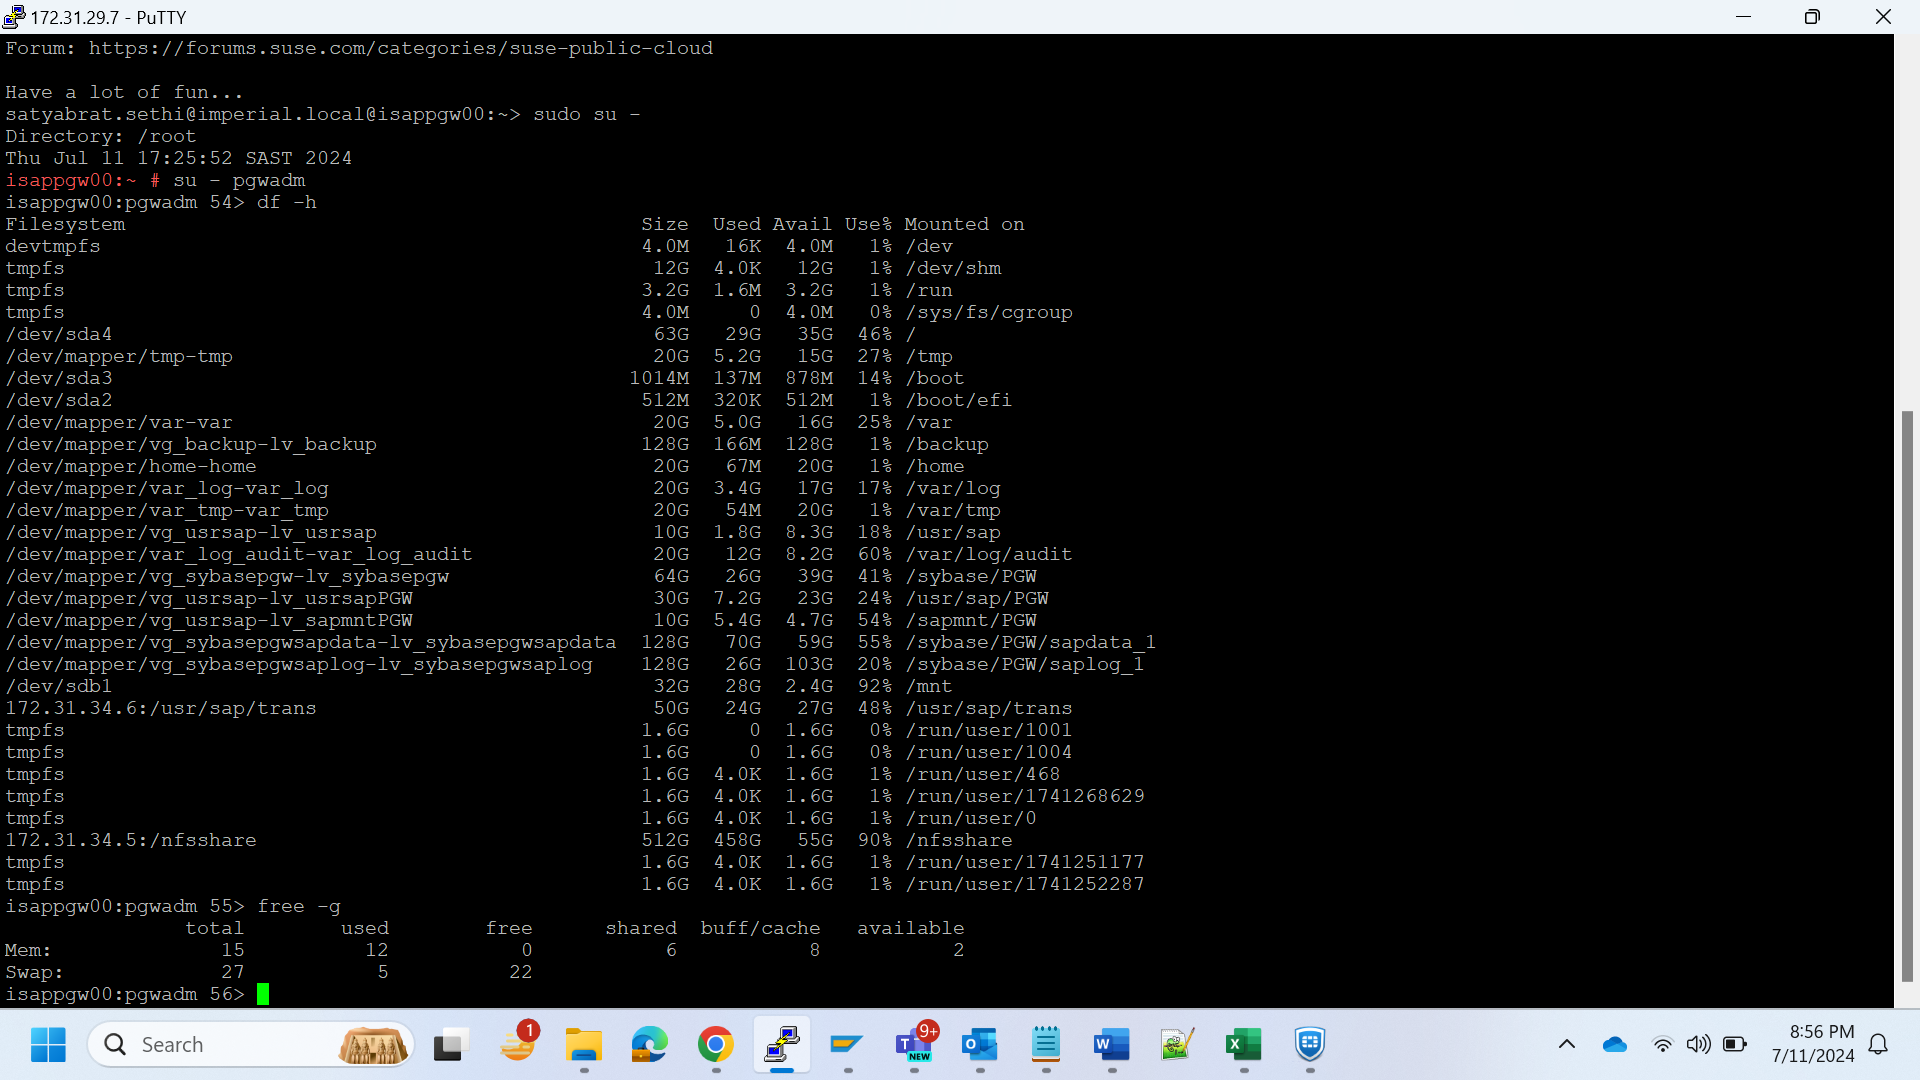 172.31.29.7 - PuTTY
Forum: https://forums.suse.com/categories/suse-public-cloud
Have a lot of fun...
satyabrat.sethi@imperial.local@isappgw00:~> sudo su -
Directory: /root
Thu Jul 11 17:25:52 SAST 2024
isappgw00:~ # su - pgwadm
isappgw00:pgwadm 54> df -h
Filesystem Size Used Avail Use% Mounted on
devtmpfs 4.0M 16K 4.0M 1% /dev
tmpfs 12G 4.0K 12G 1% /dev/shm
tmpfs 3.2G 1.6M 3.2G 1% /run
tmpfs 4.0M 0 4.0M 0% /sys/fs/cgroup
/dev/sda4 63G 29G 35G 46% /
/dev/mapper/tmp-tmp 20G 5.2G 15G 27% /tmp
/dev/sda3 1014M 137M 878M 14% /boot
/dev/sda2 512M 320K 512M 1% /boot/efi
/dev/mapper/var-var 20G 5.0G 16G 25% /var
/dev/mapper/vg_backup-lv_backup 128G 166M 128G 1% /backup
/dev/mapper/home-home 20G 67M 20G 1% /home
/dev/mapper/var_log-var_log 20G 3.4G 17G 17% /var/log
/dev/mapper/var_tmp-var_tmp 20G 54M 20G 1% /var/tmp
/dev/mapper/vg_usrsap-lv_usrsap 10G 1.8G 8.3G 18% /usr/sap
/dev/mapper/var_log_audit-var_log_audit 20G 12G 8.2G 60% /var/log/audit
/dev/mapper/vg_sybasepgw-lv_sybasepgw 64G 26G 39G 41% /sybase/PGW
/dev/mapper/vg_usrsap-lv_usrsapPGW 30G 7.2G 23G 24% /usr/sap/PGW
/dev/mapper/vg_usrsap-lv_sapmntPGW 10G 5.4G 4.7G 54% /sapmnt/PGW
/dev/mapper/vg_sybasepgwsapdata-lv_sybasepgwsapdata 128G 70G 59G 55% /sybase/PGW/sapdata_1
/dev/mapper/vg_sybasepgwsaplog-lv_sybasepgwsaplog 128G 26G 103G 20% /sybase/PGW/saplog_1
/dev/sdb1 32G 28G 2.4G 92% /mnt
172.31.34.6:/usr/sap/trans 50G 24G 27G 48% /usr/sap/trans
tmpfs 1.6G 0 1.6G 0% /run/user/1001
tmpfs 1.6G 0 1.6G 0% /run/user/1004
tmpfs 1.6G 4.0K 1.6G 1% /run/user/468
tmpfs 1.6G 4.0K 1.6G 1% /run/user/1741268629
tmpfs 1.6G 4.0K 1.6G 1% /run/user/0
172.31.34.5:/nfsshare 512G 458G 55G 90% /nfsshare
tmpfs 1.6G 4.0K 1.6G 1% /run/user/1741251177
tmpfs 1.6G 4.0K 1.6G 1% /run/user/1741252287
isappgw00:pgwadm 55> free -g
total used free shared buff/cache available
Mem: 15 12 0 6 8 2
Swap: 27 5 22
isappgw00:pgwadm 56>
Search
1
9+
NEW
8:56 PM
7/11/2024